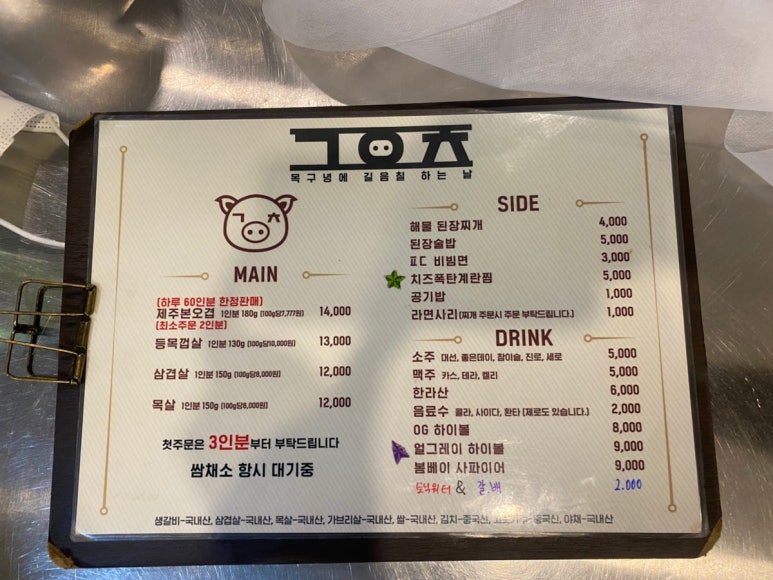 ㄱㅇㅊ
목구녕에 길음칠 하는 날
ㄱ ㅊ
MAIN
(하루 60인분 한정판매)
제주본오겹 1인분 180g (100g당7,777원) 14,000
(최소주문 2인분)
등목껍살 1인분 130g (100g당10,000원) 13,000
삼겹살 1인분 150g (100g당8,000원) 12,000
목살 1인분 150g (100g당8,000원) 12,000
첫주문은 3인분부터 부탁드립니다
쌈채소 항시 대기중
SIDE
해물 된장찌개 4,000
된장술밥 5,000
ㅍㄷ 비빔면 3,000
치즈폭탄계란찜 5,000
공기밥 1,000
라면사리(찌개 주문시 주문 부탁드립니다.) 1,000
DRINK
소주 대선, 좋은데이, 참이슬, 진로, 세로 5,000
맥주 카스, 테라, 켈리 5,000
한라산 6,000
음료수 콜라, 사이다, 환타 (제로도 있습니다.) 2,000
OG 하이볼 8,000
얼그레이 하이볼 9,000
봄베이 사파이어 9,000
토닉워터 & 갈배 2.000
생갈비-국내산, 삼겹살-국내산, 목살-국내산, 가브리살-국내산, 쌀-국내산, 김치-중국산, 중국산, 야채-국내산